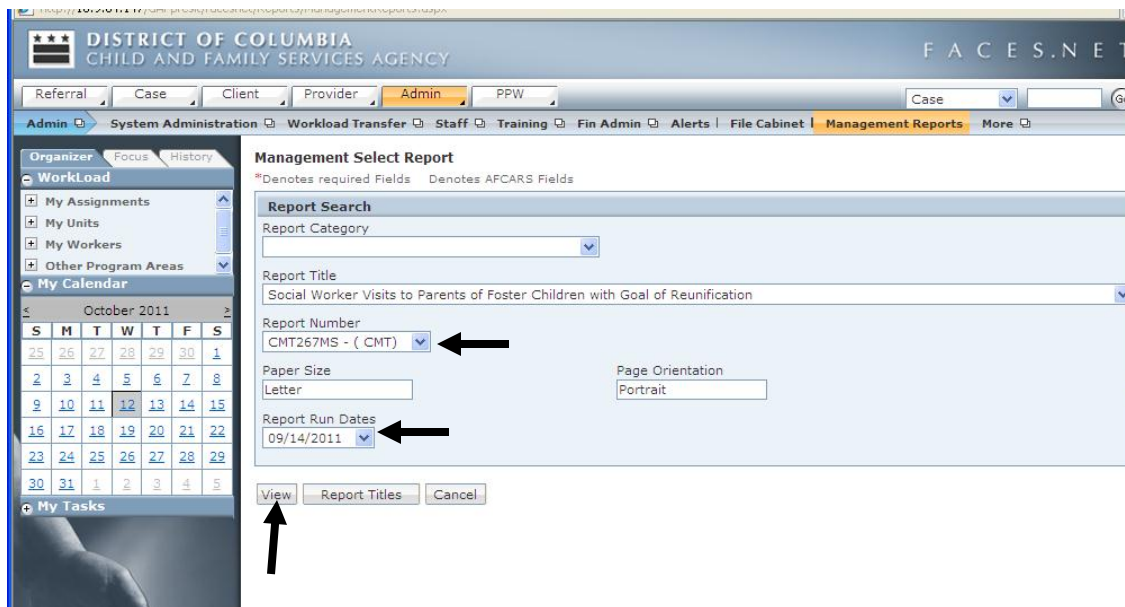 DISTRICT OF COLUMBIA
CHILD AND FAMILY SERVICES AGENCY
FACES.NET
Referral Case Client Provider Admin PPW Case
Admin System Administration Workload Transfer Staff Training Fin Admin Alerts | File Cabinet | Management Reports More
Organizer Focus History
WorkLoad
My Assignments
My Units
My Workers
Other Program Areas
My Calendar
< October 2011 >
S M T W T F S
25 26 27 28 29 30 1
2 3 4 5 6 7 8
9 10 11 12 13 14 15
16 17 18 19 20 21 22
23 24 25 26 27 28 29
30 31 1 2 3 4 5
My Tasks
Management Select Report
*Denotes required Fields Denotes AFCARS Fields
Report Search
Report Category
Report Title
Social Worker Visits to Parents of Foster Children with Goal of Reunification
Report Number
CMT267MS - ( CMT)
Paper Size Page Orientation
Letter Portrait
Report Run Dates
09/14/2011
View Report Titles Cancel